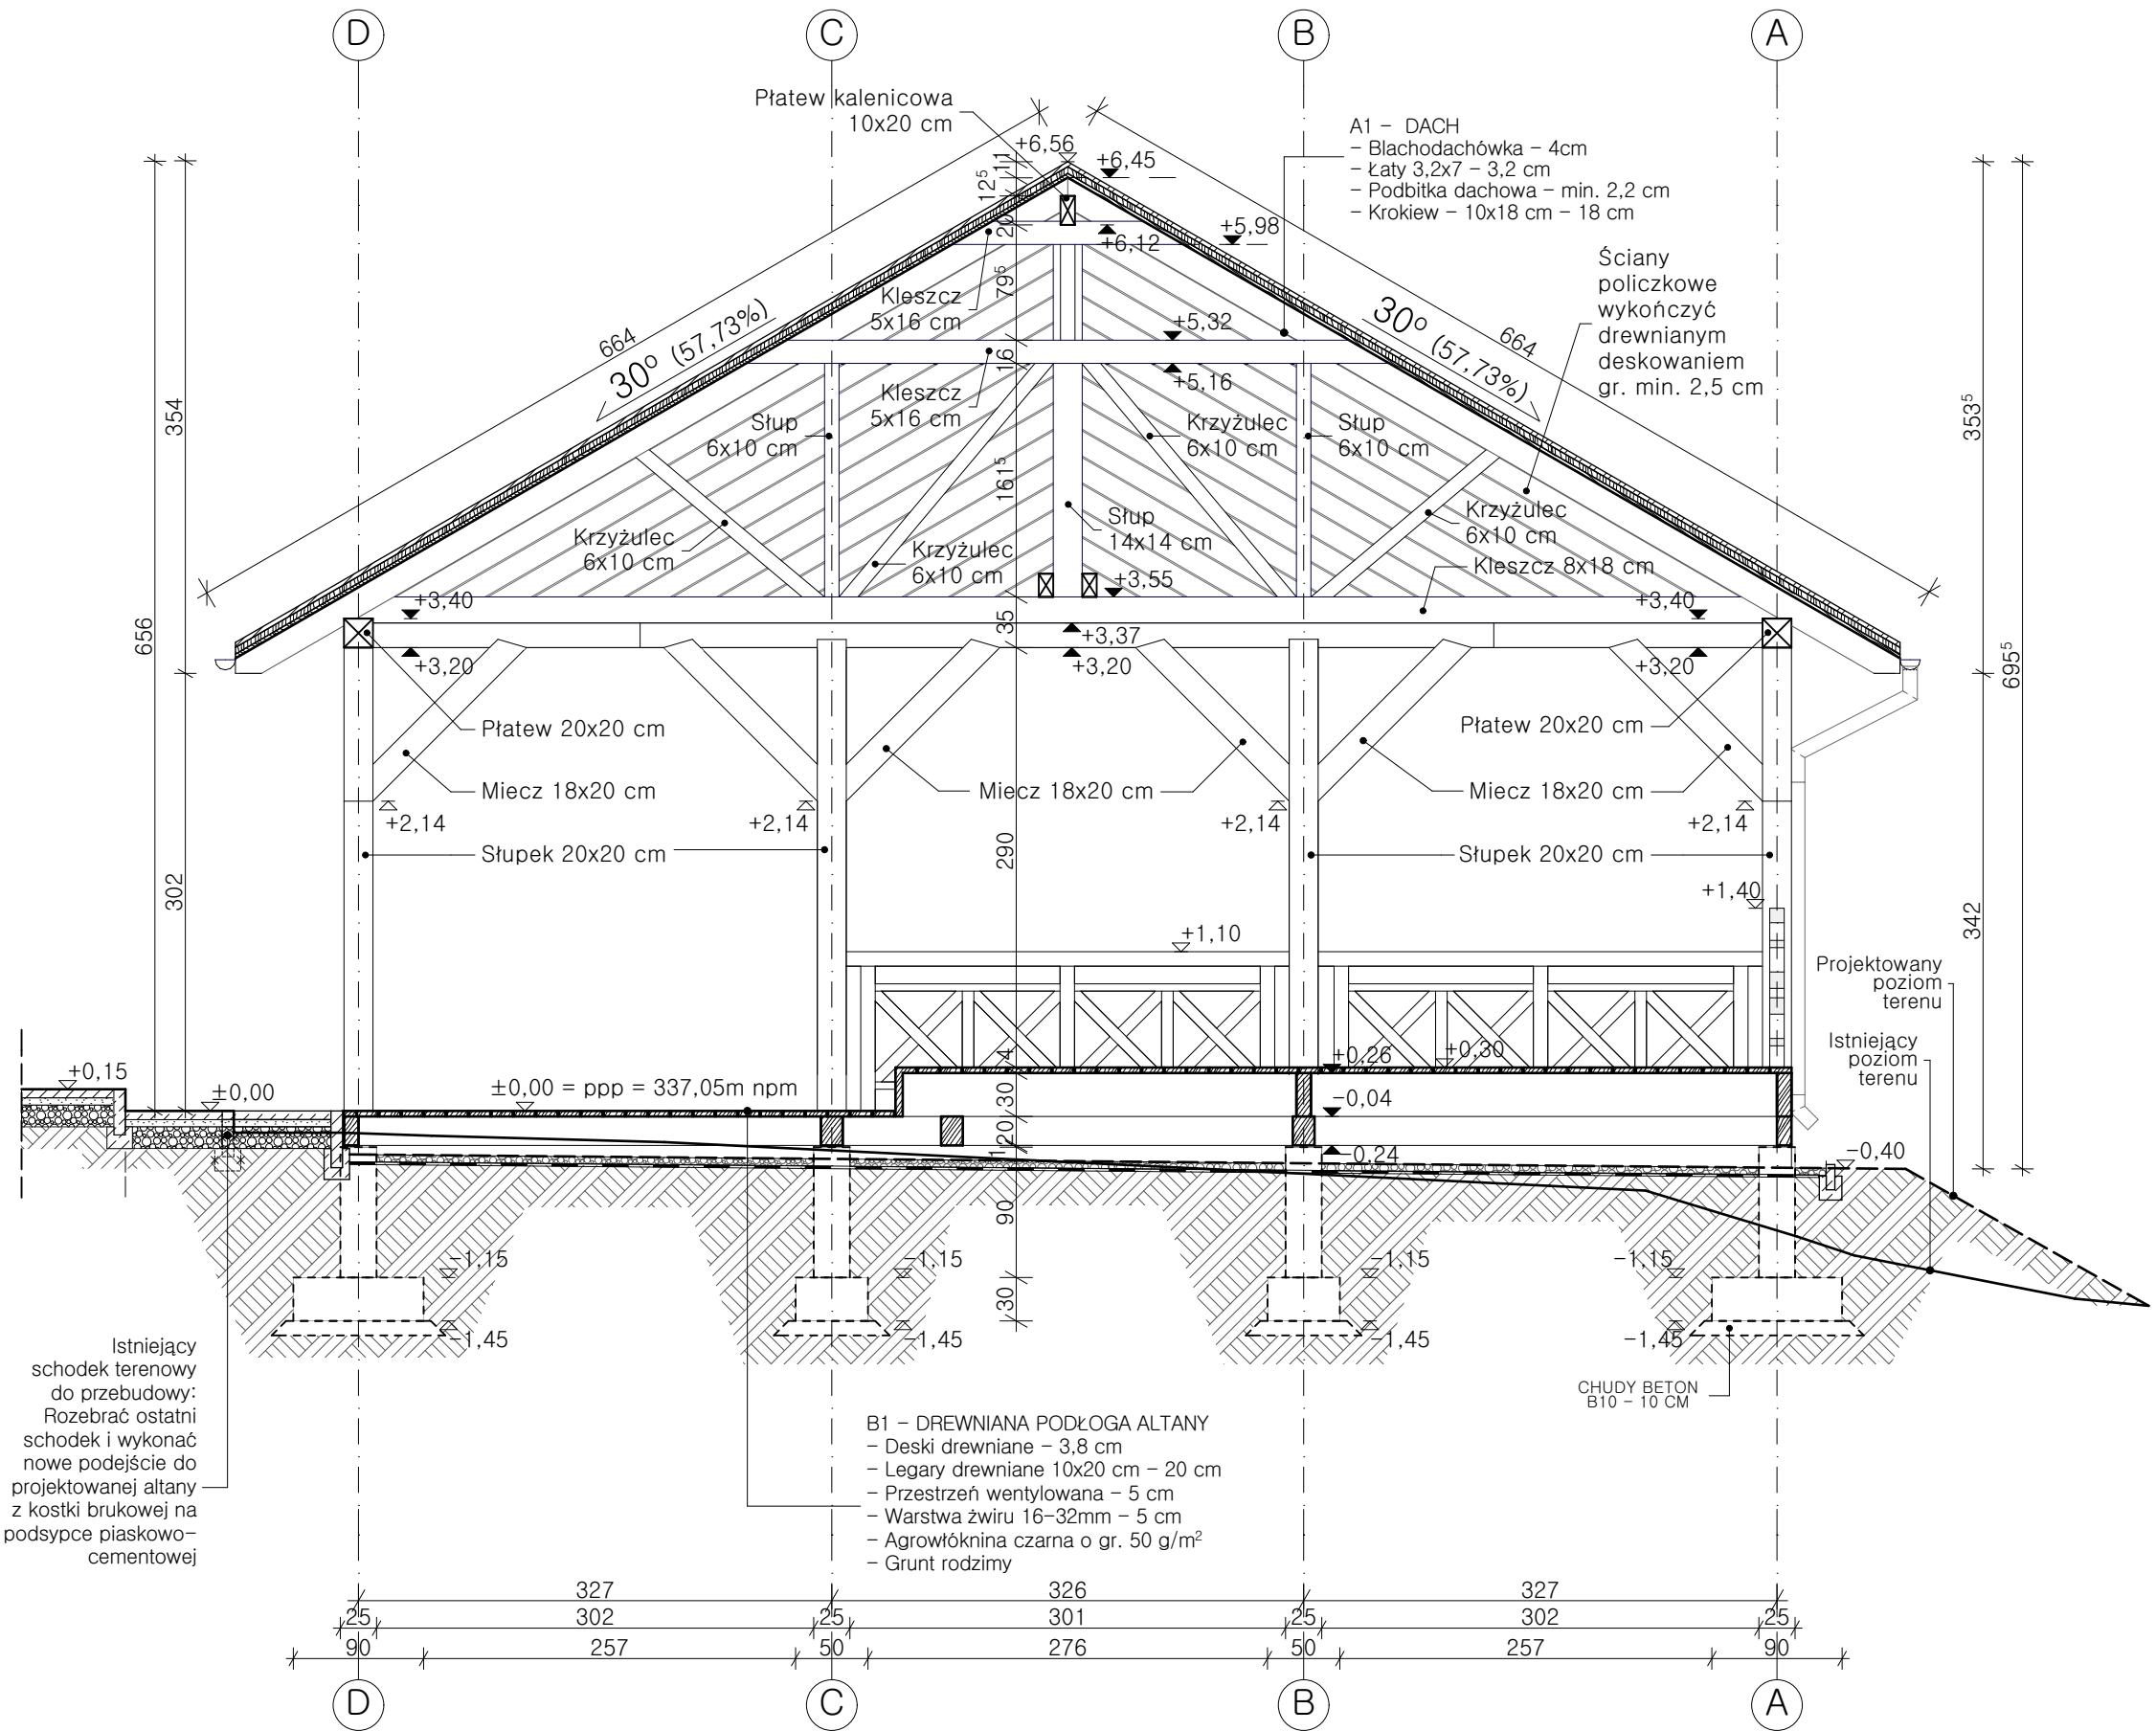 D
C
B
A
Płatew kalenicowa
10x20 cm
A1 - DACH
- Blachodachówka - 4cm
- Łaty 3,2x7 - 3,2 cm
- Podbitka dachowa - min. 2,2 cm
- Krokiew - 10x18 cm - 18 cm
+6,56
+6,45
+6,12
+5,98
Ściany
policzkowe
wykończyć
drewnianym
deskowaniem
gr. min. 2,5 cm
11
12⁵
20
79⁵
16
161⁵
35
290
4
30
20
1
90
30
664
30° (57,73%)
30° (57,73%)
664
Kleszcz
5x16 cm
+5,32
+5,16
Kleszcz
5x16 cm
Słup
6x10 cm
Krzyżulec
6x10 cm
Słup
6x10 cm
Krzyżulec
6x10 cm
Krzyżulec
6x10 cm
Słup
14x14 cm
Krzyżulec
6x10 cm
Kleszcz 8x18 cm
+3,55
+3,40
+3,40
+3,37
+3,20
+3,20
+3,20
354
656
302
353⁵
695⁵
342
Płatew 20x20 cm
Płatew 20x20 cm
Miecz 18x20 cm
Miecz 18x20 cm
Miecz 18x20 cm
+2,14
+2,14
+2,14
+2,14
Słupek 20x20 cm
Słupek 20x20 cm
+1,40
+1,10
Projektowany
poziom
terenu
Istniejący
poziom
terenu
+0,15
±0,00
±0,00 = ppp = 337,05m npm
+0,26
+0,30
-0,04
-0,24
-0,40
-1,15
-1,15
-1,15
-1,15
-1,45
-1,45
-1,45
-1,45
Istniejący
schodek terenowy
do przebudowy:
Rozebrać ostatni
schodek i wykonać
nowe podejście do
projektowanej altany
z kostki brukowej na
podsypce piaskowo-
cementowej
CHUDY BETON
B10 - 10 CM
B1 - DREWNIANA PODŁOGA ALTANY
- Deski drewniane - 3,8 cm
- Legary drewniane 10x20 cm - 20 cm
- Przestrzeń wentylowana - 5 cm
- Warstwa żwiru 16-32mm - 5 cm
- Agrowłóknina czarna o gr. 50 g/m²
- Grunt rodzimy
327 326 327
25 302 25 301 25 302 25
90 257 50 276 50 257 90
D
C
B
A